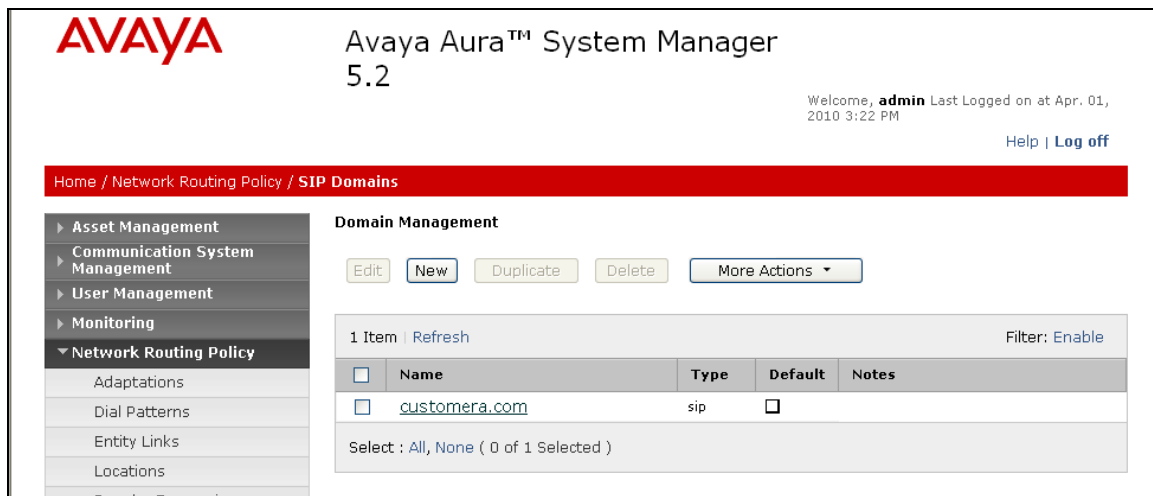 AVAYA
Avaya Aura™ System Manager
5.2
Welcome, admin Last Logged on at Apr. 01,
2010 3:22 PM
Help | Log off
Home / Network Routing Policy / SIP Domains
Asset Management
Communication System
Management
User Management
Monitoring
Network Routing Policy
Adaptations
Dial Patterns
Entity Links
Locations
Domain Management
Edit New Duplicate Delete More Actions
1 Item | Refresh Filter: Enable
Name Type Default Notes
customera.com sip
Select : All, None ( 0 of 1 Selected )